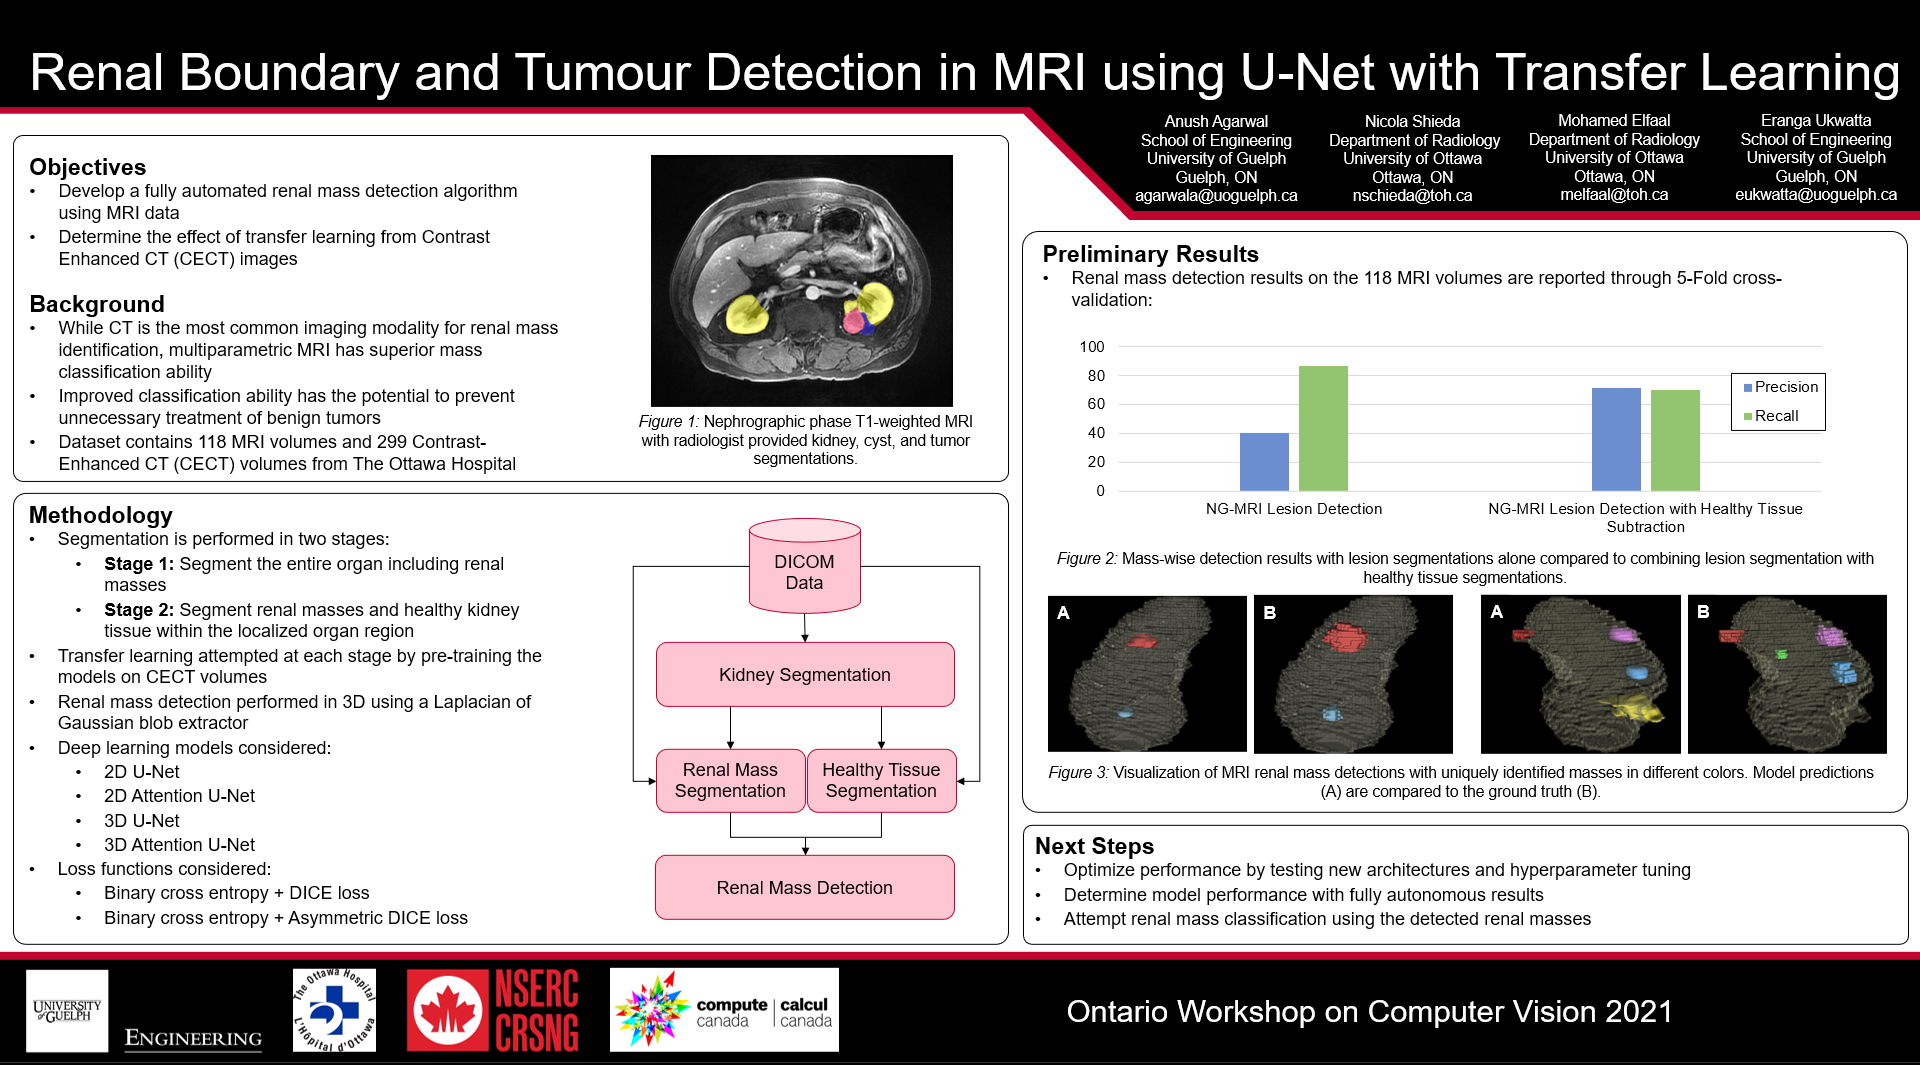 Renal Boundary and Tumour Detection in MRI using U-Net with Transfer Learning
Anush Agarwal
School of Engineering
University of Guelph
Guelph, ON
agarwala@uoguelph.ca
Nicola Shieda
Department of Radiology
University of Ottawa
Ottawa, ON
nschieda@toh.ca
Mohamed Elfaal
Department of Radiology
University of Ottawa
Ottawa, ON
melfaal@toh.ca
Eranga Ukwatta
School of Engineering
University of Guelph
Guelph, ON
eukwatta@uoguelph.ca
Objectives
• Develop a fully automated renal mass detection algorithm
using MRI data
• Determine the effect of transfer learning from Contrast
Enhanced CT (CECT) images
Background
• While CT is the most common imaging modality for renal mass
identification, multiparametric MRI has superior mass
classification ability
• Improved classification ability has the potential to prevent
unnecessary treatment of benign tumors
• Dataset contains 118 MRI volumes and 299 Contrast-
Enhanced CT (CECT) volumes from The Ottawa Hospital
Figure 1: Nephrographic phase T1-weighted MRI
with radiologist provided kidney, cyst, and tumor
segmentations.
Methodology
• Segmentation is performed in two stages:
• Stage 1: Segment the entire organ including renal
masses
• Stage 2: Segment renal masses and healthy kidney
tissue within the localized organ region
• Transfer learning attempted at each stage by pre-training the
models on CECT volumes
• Renal mass detection performed in 3D using a Laplacian of
Gaussian blob extractor
• Deep learning models considered:
• 2D U-Net
• 2D Attention U-Net
• 3D U-Net
• 3D Attention U-Net
• Loss functions considered:
• Binary cross entropy + DICE loss
• Binary cross entropy + Asymmetric DICE loss
DICOM
Data
Kidney Segmentation
Renal Mass
Segmentation
Healthy Tissue
Segmentation
Renal Mass Detection
Preliminary Results
• Renal mass detection results on the 118 MRI volumes are reported through 5-Fold cross-
validation:
100
80
60
40
20
0
Precision
Recall
NG-MRI Lesion Detection
NG-MRI Lesion Detection with Healthy Tissue
Subtraction
Figure 2: Mass-wise detection results with lesion segmentations alone compared to combining lesion segmentation with
healthy tissue segmentations.
A
B
A
B
Figure 3: Visualization of MRI renal mass detections with uniquely identified masses in different colors. Model predictions
(A) are compared to the ground truth (B).
Next Steps
• Optimize performance by testing new architectures and hyperparameter tuning
• Determine model performance with fully autonomous results
• Attempt renal mass classification using the detected renal masses
UNIVERSITY
OF GUELPH
ENGINEERING
The Ottawa Hospital
L'Hôpital d'Ottawa
NSERC
CRSNG
compute | calcul
canada | canada
Ontario Workshop on Computer Vision 2021